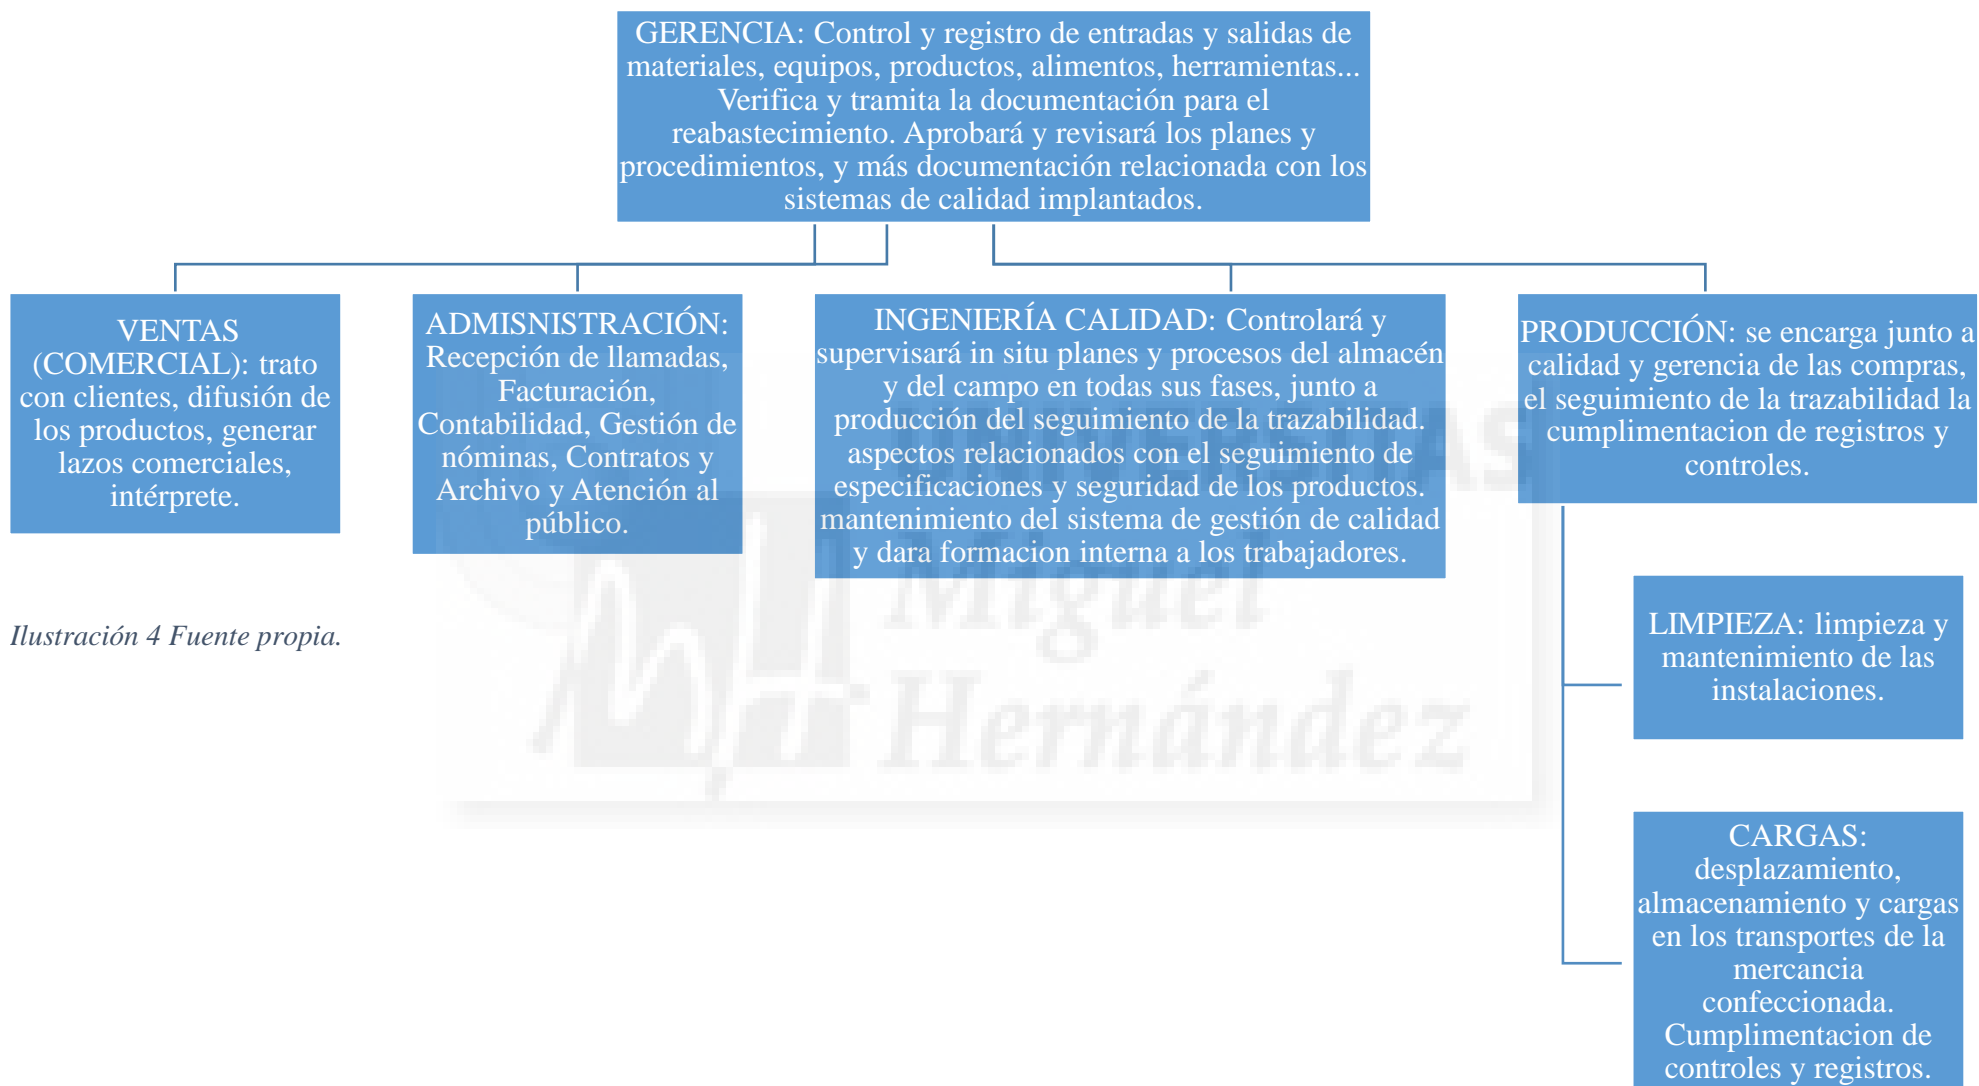 GERENCIA: Control y registro de entradas y salidas de
materiales, equipos, productos, alimentos, herramientas...
Verifica y tramita la documentación para el
reabastecimiento. Aprobará y revisará los planes y
procedimientos, y más documentación relacionada con los
sistemas de calidad implantados.
VENTAS
(COMERCIAL): trato
con clientes, difusión de
los productos, generar
lazos comerciales,
intérprete.
ADMISNISTRACIÓN:
Recepción de llamadas,
Facturación,
Contabilidad, Gestión de
nóminas, Contratos y
Archivo y Atención al
público.
INGENIERÍA CALIDAD: Controlará y
supervisará in situ planes y procesos del almacén
y del campo en todas sus fases, junto a
producción del seguimiento de la trazabilidad.
aspectos relacionados con el seguimiento de
especificaciones y seguridad de los productos.
mantenimiento del sistema de gestión de calidad
y dara formacion interna a los trabajadores.
PRODUCCIÓN: se encarga junto a
calidad y gerencia de las compras,
el seguimiento de la trazabilidad la
cumplimentacion de registros y
controles.
LIMPIEZA: limpieza y
mantenimiento de las
instalaciones.
CARGAS:
desplazamiento,
almacenamiento y cargas
en los transportes de la
mercancia
confeccionada.
Cumplimentacion de
controles y registros.
Ilustración 4 Fuente propia.
UNIVERSITAS
Miguel
Hernández